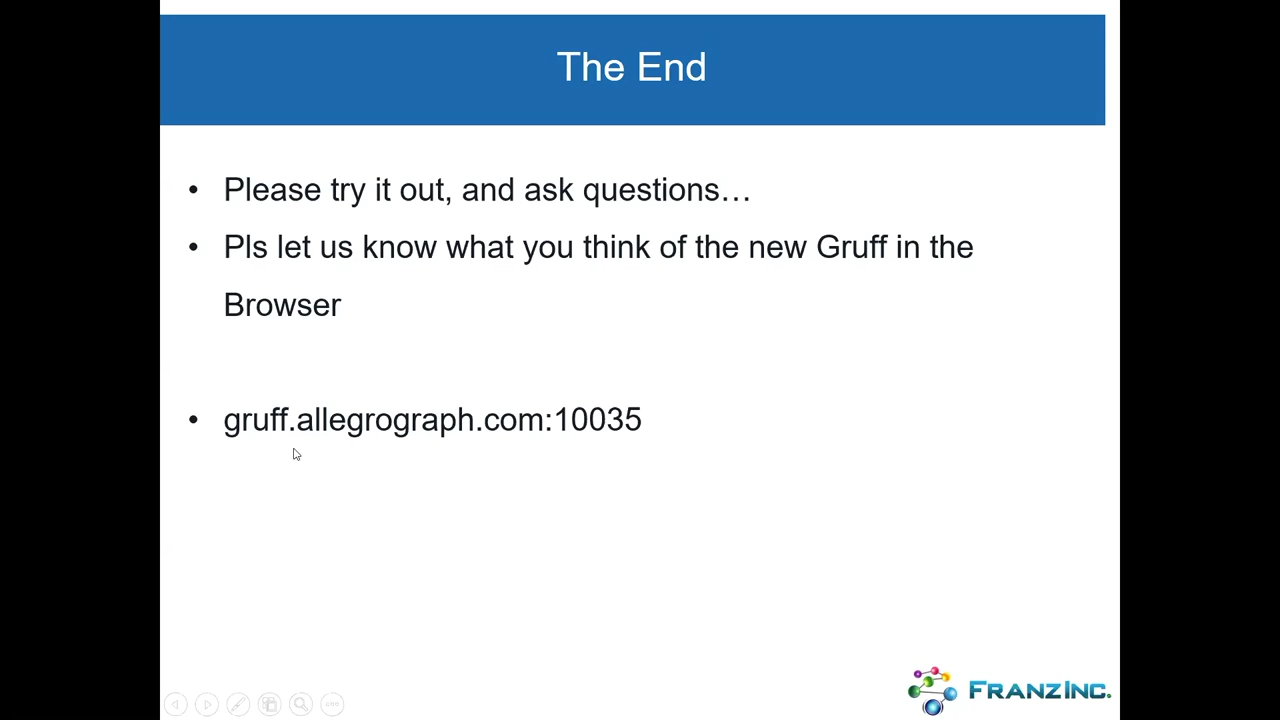 The End
• Please try it out, and ask questions…
• Pls let us know what you think of the new Gruff in the
Browser
• gruff.allegrograph.com:10035
FRANZINC.